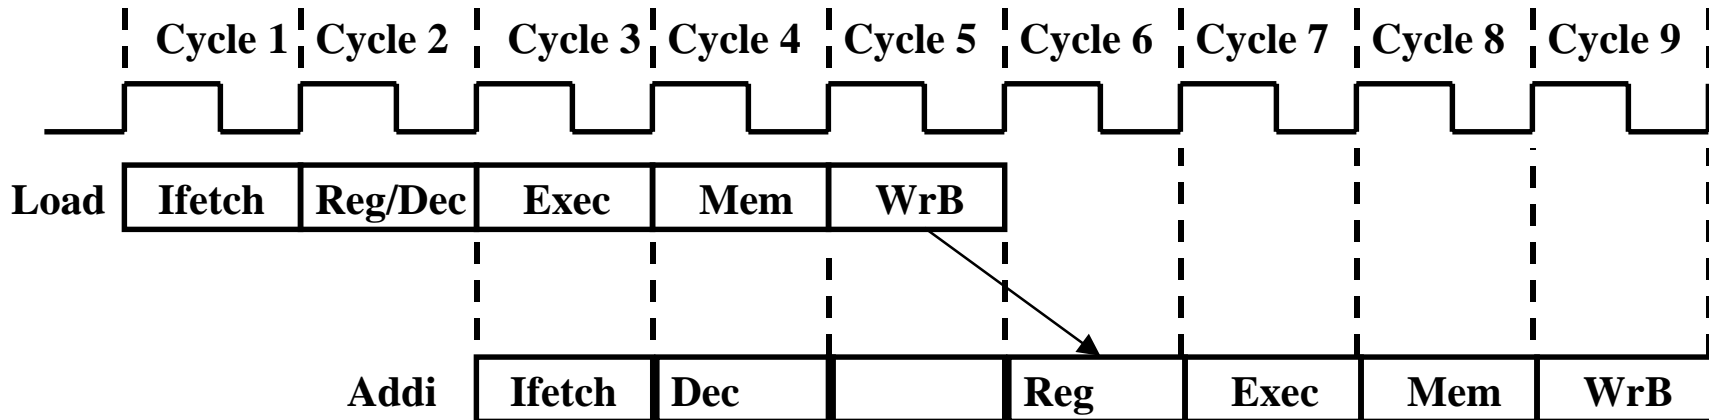 Cycle 1 Cycle 2 Cycle 3 Cycle 4 Cycle 5 Cycle 6 Cycle 7 Cycle 8 Cycle 9
Load Ifetch Reg/Dec Exec Mem WrB
Addi Ifetch Dec Reg Exec Mem WrB